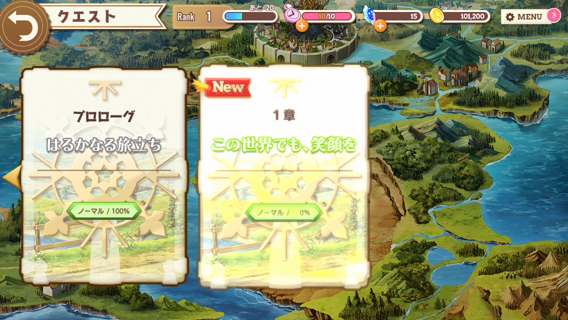 クエスト
Rank 1
あと 20
10/10
15
101,200
MENU
3
プロローグ
はるかなる旅立ち
ノーマル / 100%
New
1章
この世界でも、笑顔を
ノーマル / 0%